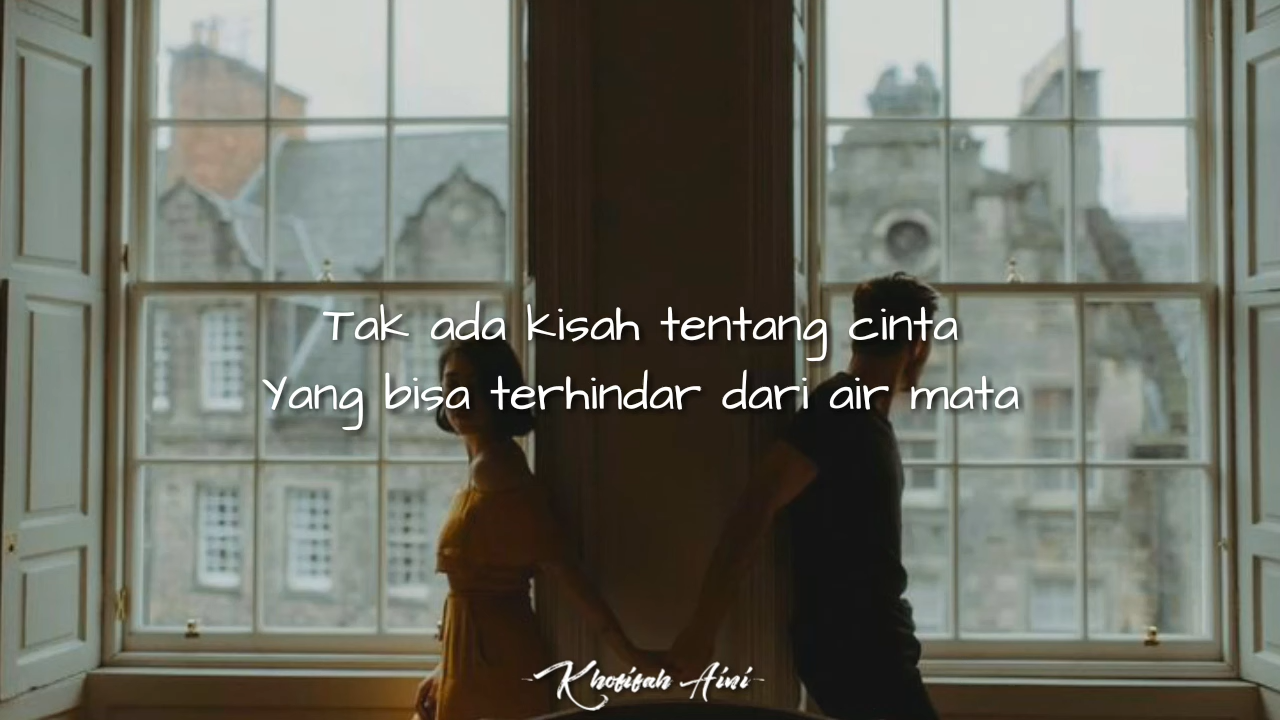 Tak ada kisah tentang cinta
Yang bisa terhindar dari air mata
Khofifah Aini